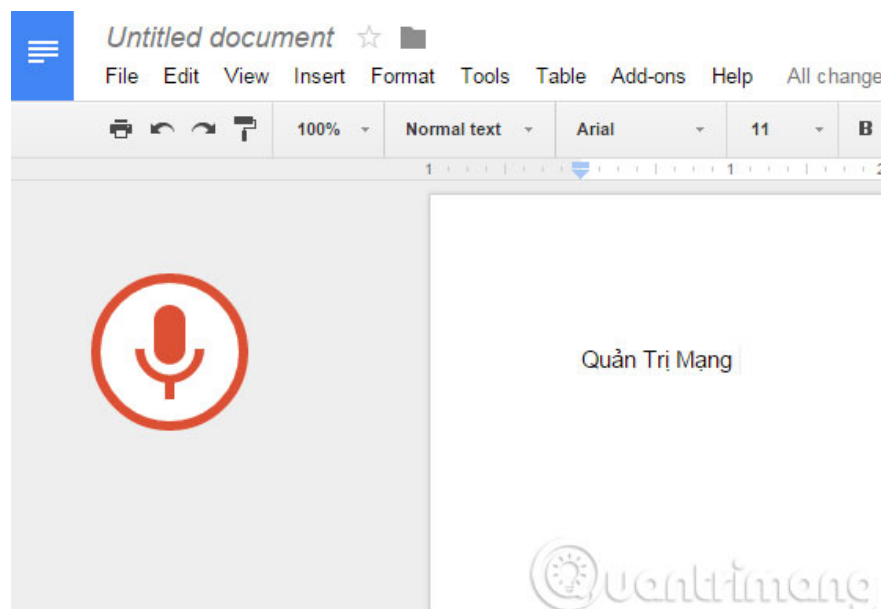 Untitled document
File Edit View Insert Format Tools Table Add-ons Help All change
100% Normal text Arial 11 B
1 1 2
Quản Trị Mạng
Quantrimang